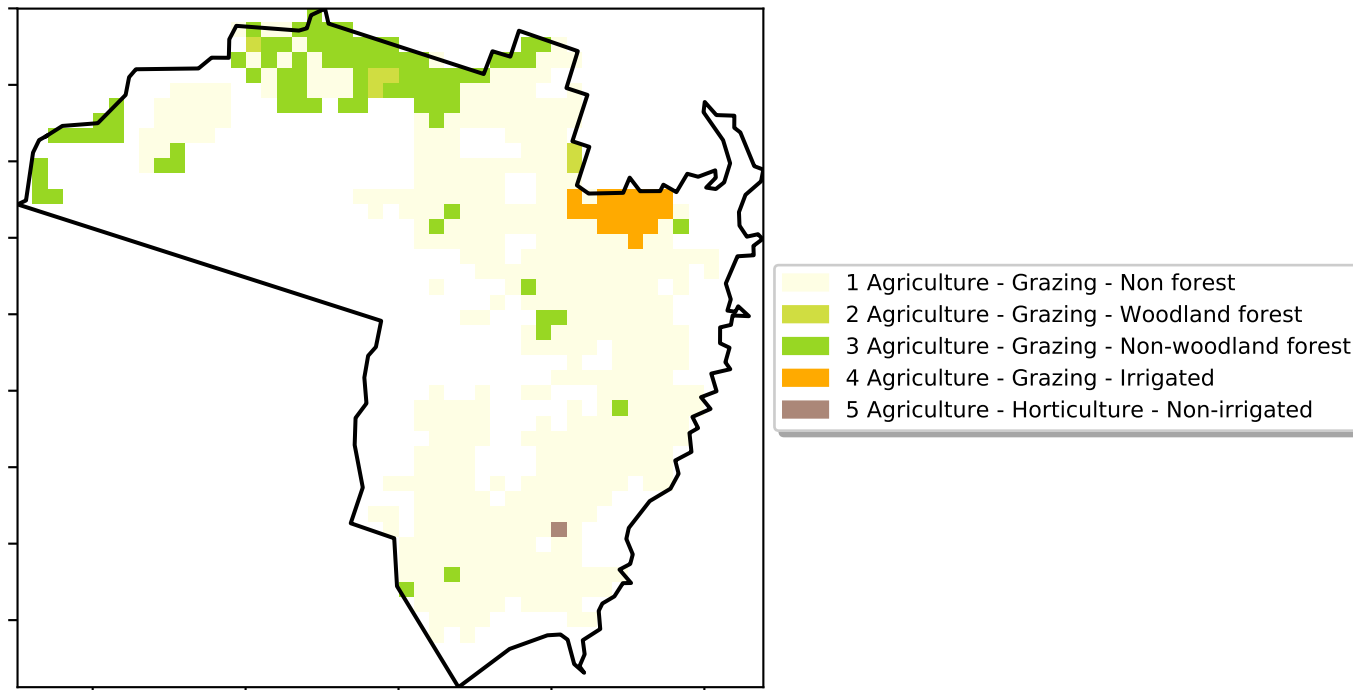 1 Agriculture - Grazing - Non forest
2 Agriculture - Grazing - Woodland forest
3 Agriculture - Grazing - Non-woodland forest
4 Agriculture - Grazing - Irrigated
5 Agriculture - Horticulture - Non-irrigated